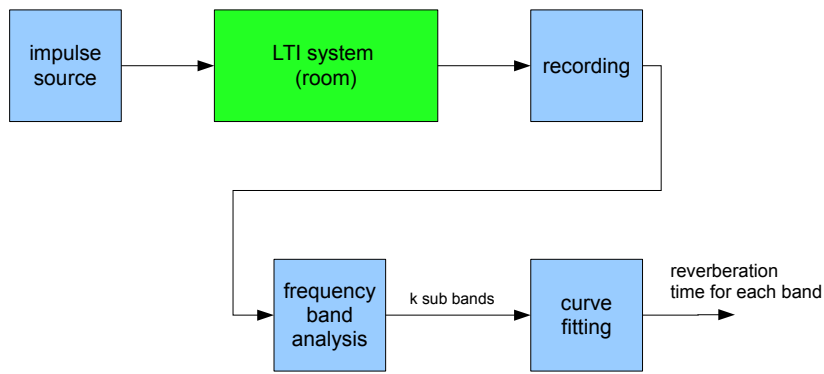 impulse
source
LTI system
(room)
recording
frequency
band
analysis
k sub bands
curve
fitting
reverberation
time for each band